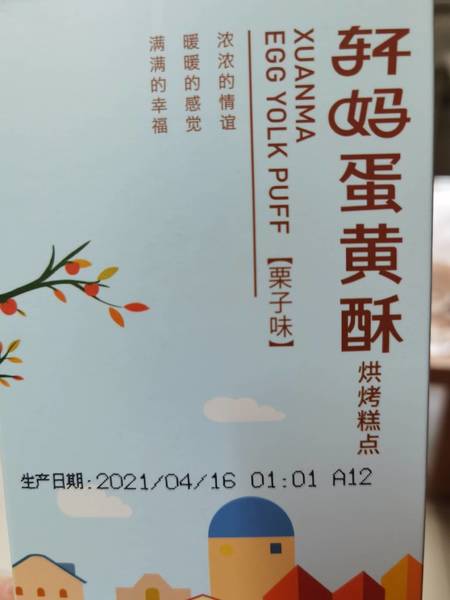 轩妈蛋黄酥
烘烤糕点
XUANMA
EGG YOLK PUFF【栗子味】
浓浓的情谊
暖暖的感觉
满满的幸福
生产日期:2021/04/16 01:01 A12